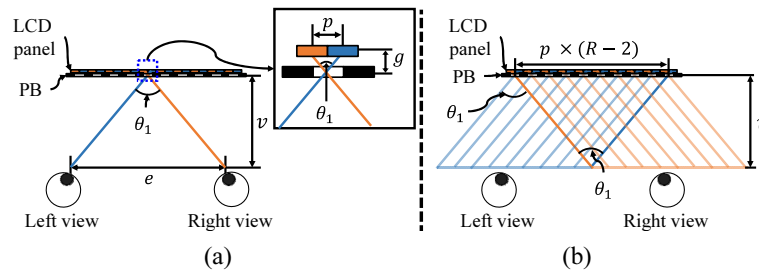 LCD
panel
PB
θ₁
v
e
Left view
Right view
(a)
p
g
θ₁
LCD
panel
PB
p × (R − 2)
θ₁
θ₁
Left view
Right view
(b)